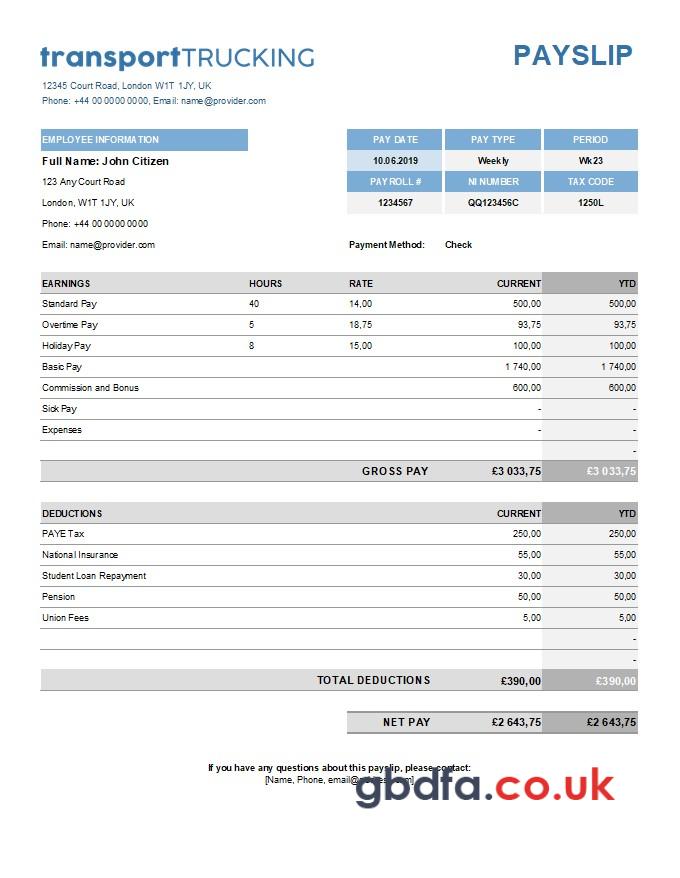 transportTRUCKING
PAYSLIP
12345 Court Road, London W1T 1JY, UK
Phone: +44 00 0000 0000, Email: name@provider.com
EMPLOYEE INFORMATION PAY DATE PAY TYPE PERIOD
Full Name: John Citizen 10.06.2019 Weekly Wk 23
123 Any Court Road PAYROLL # NI NUMBER TAX CODE
London, W1T 1JY, UK 1234567 QQ123456C 1250L
Phone: +44 00 0000 0000
Email: name@provider.com Payment Method: Check
EARNINGS HOURS RATE CURRENT YTD
Standard Pay 40 14,00 500,00 500,00
Overtime Pay 5 18,75 93,75 93,75
Holiday Pay 8 15,00 100,00 100,00
Basic Pay 1 740,00 1 740,00
Commission and Bonus 600,00 600,00
Sick Pay - -
Expenses - -
-
GROSS PAY £3 033,75 £3 033,75
DEDUCTIONS CURRENT YTD
PAYE Tax 250,00 250,00
National Insurance 55,00 55,00
Student Loan Repayment 30,00 30,00
Pension 50,00 50,00
Union Fees 5,00 5,00
-
-
TOTAL DEDUCTIONS £390,00 £390,00
NET PAY £2 643,75 £2 643,75
If you have any questions about this payslip, please contact:
[Name, Phone,
gbdfa.co.uk